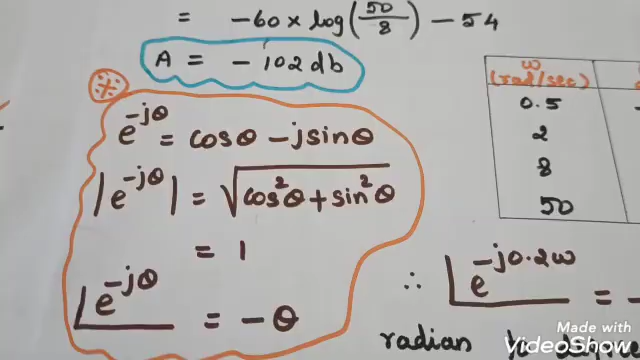 = -60 × log(50/8) - 54
A = -102 db
e^-jθ = cosθ - jsinθ
|e^-jθ| = √(cos²θ + sin²θ)
= 1
∠e^-jθ = -θ
ω
(rad/sec)
0.5
2
8
50
∴ ∠e^-j0.2ω = -
radian to
Made with
VideoShow